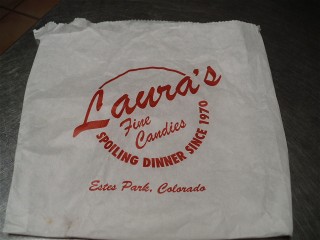 Laura's
Fine
Candies
SPOILING DINNER SINCE 1970
Estes Park, Colorado